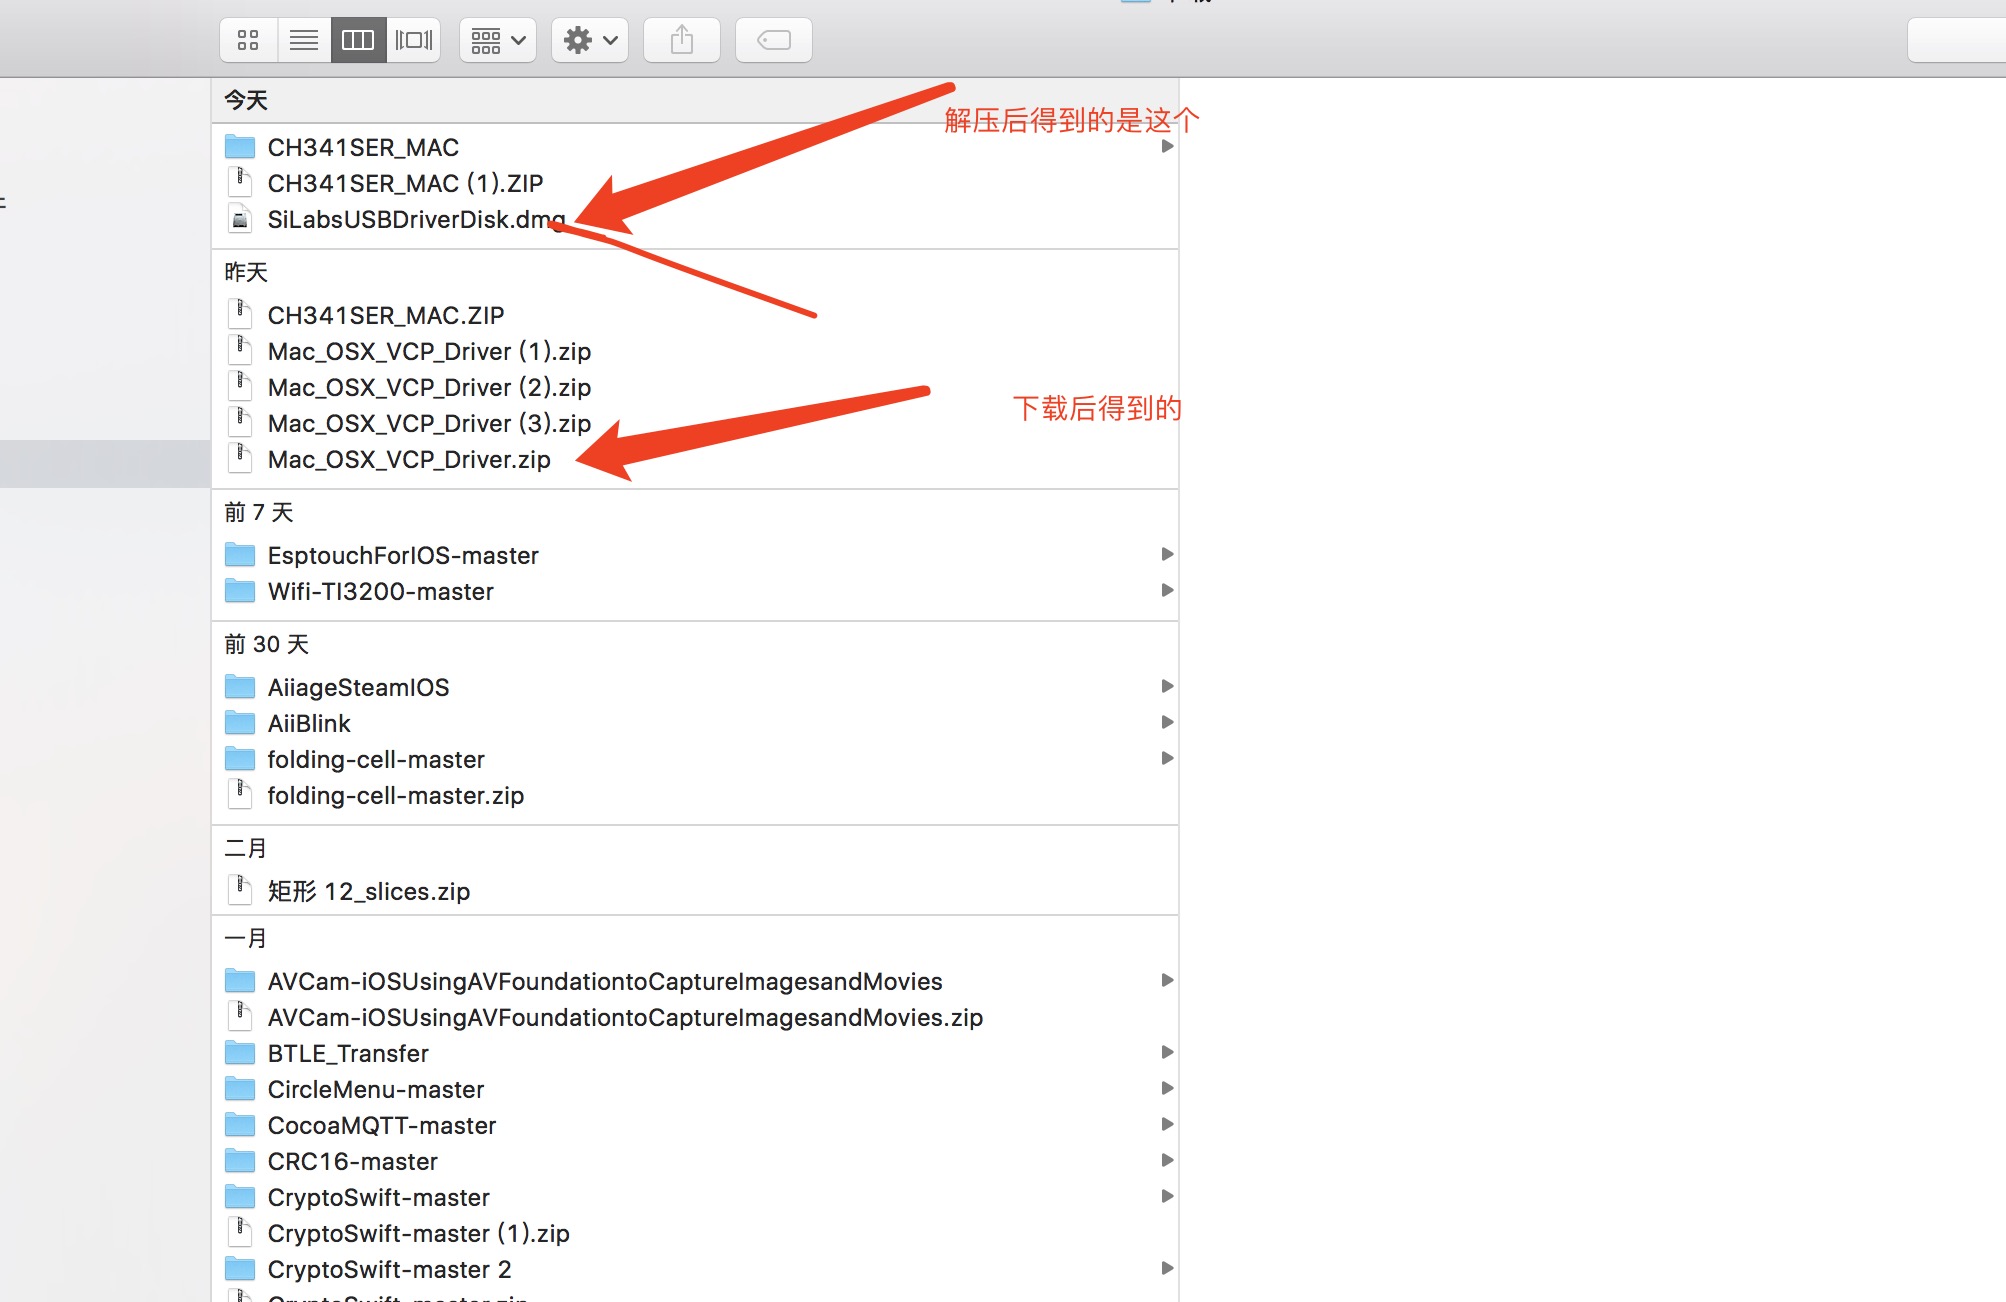 今天
解压后得到的是这个
CH341SER_MAC
CH341SER_MAC (1).ZIP
SiLabsUSBDriverDisk.dmg
昨天
CH341SER_MAC.ZIP
Mac_OSX_VCP_Driver (1).zip
Mac_OSX_VCP_Driver (2).zip
下载后得到的
Mac_OSX_VCP_Driver (3).zip
Mac_OSX_VCP_Driver.zip
前 7 天
EsptouchForIOS-master
Wifi-TI3200-master
前 30 天
AiiageSteamIOS
AiiBlink
folding-cell-master
folding-cell-master.zip
二月
矩形 12_slices.zip
一月
AVCam-iOSUsingAVFoundationtoCaptureImagesandMovies
AVCam-iOSUsingAVFoundationtoCaptureImagesandMovies.zip
BTLE_Transfer
CircleMenu-master
CocoaMQTT-master
CRC16-master
CryptoSwift-master
CryptoSwift-master (1).zip
CryptoSwift-master 2
CryptoSwift-master.zip